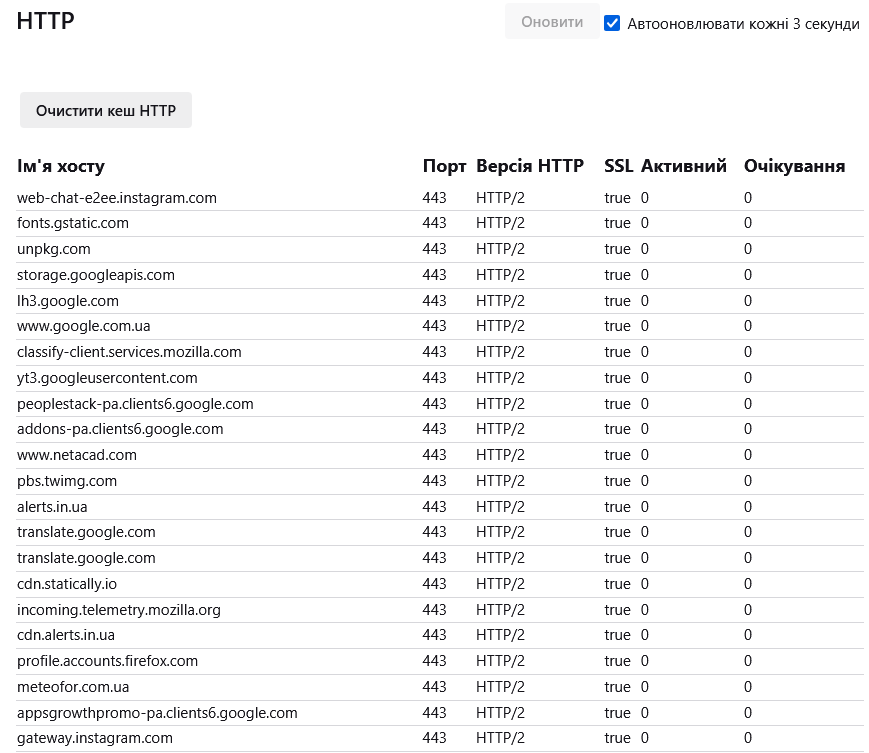 HTTP
Оновити Автооновлювати кожні 3 секунди
Очистити кеш HTTP
Ім'я хосту Порт Версія HTTP SSL Активний Очікування
web-chat-e2ee.instagram.com 443 HTTP/2 true 0 0
fonts.gstatic.com 443 HTTP/2 true 0 0
unpkg.com 443 HTTP/2 true 0 0
storage.googleapis.com 443 HTTP/2 true 0 0
lh3.google.com 443 HTTP/2 true 0 0
www.google.com.ua 443 HTTP/2 true 0 0
classify-client.services.mozilla.com 443 HTTP/2 true 0 0
yt3.googleusercontent.com 443 HTTP/2 true 0 0
peoplestack-pa.clients6.google.com 443 HTTP/2 true 0 0
addons-pa.clients6.google.com 443 HTTP/2 true 0 0
www.netacad.com 443 HTTP/2 true 0 0
pbs.twimg.com 443 HTTP/2 true 0 0
alerts.in.ua 443 HTTP/2 true 0 0
translate.google.com 443 HTTP/2 true 0 0
translate.google.com 443 HTTP/2 true 0 0
cdn.statically.io 443 HTTP/2 true 0 0
incoming.telemetry.mozilla.org 443 HTTP/2 true 0 0
cdn.alerts.in.ua 443 HTTP/2 true 0 0
profile.accounts.firefox.com 443 HTTP/2 true 0 0
meteofor.com.ua 443 HTTP/2 true 0 0
appsgrowthpromo-pa.clients6.google.com 443 HTTP/2 true 0 0
gateway.instagram.com 443 HTTP/2 true 0 0